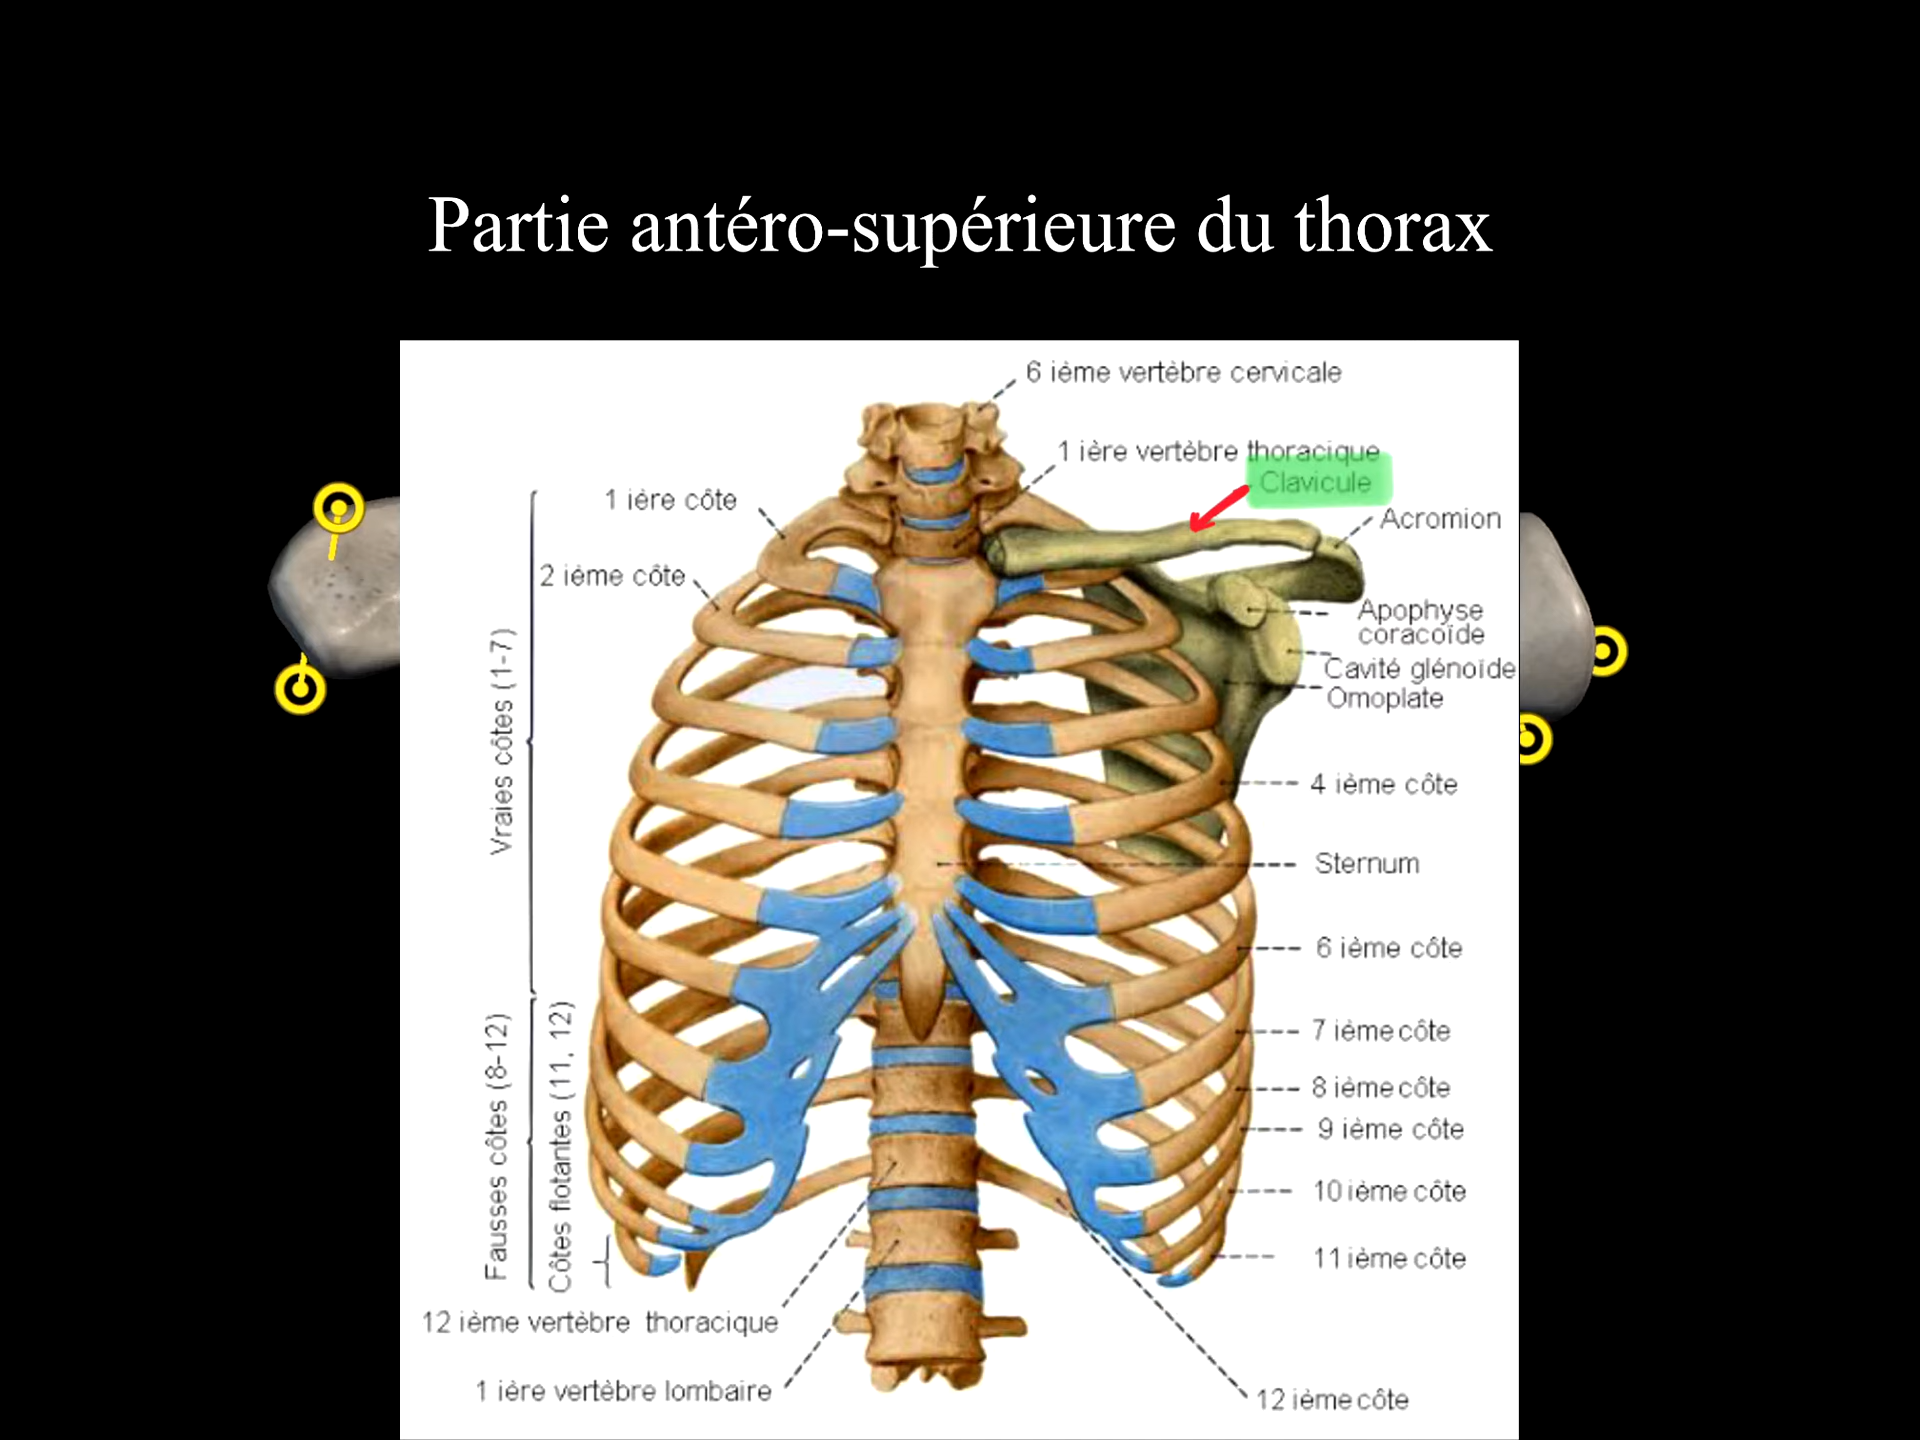 Partie antéro-supérieure du thorax
6 ième vertèbre cervicale
1 ière vertèbre thoracique
Clavicule
1 ière côte
Acromion
2 ième côte
Apophyse
coracoïde
Cavité glénoïde
Omoplate
Vraies côtes (1-7)
4 ième côte
Sternum
6 ième côte
7 ième côte
8 ième côte
9 ième côte
10 ième côte
11 ième côte
Fausses côtes (8-12)
Côtes flotantes (11. 12)
12 ième vertèbre thoracique
1 ière vertèbre lombaire
12 ième côte